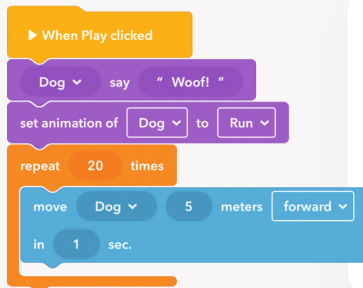 When Play clicked
Dog say “ Woof! ”
set animation of Dog to Run
repeat 20 times
move Dog 5 meters forward
in 1 sec.